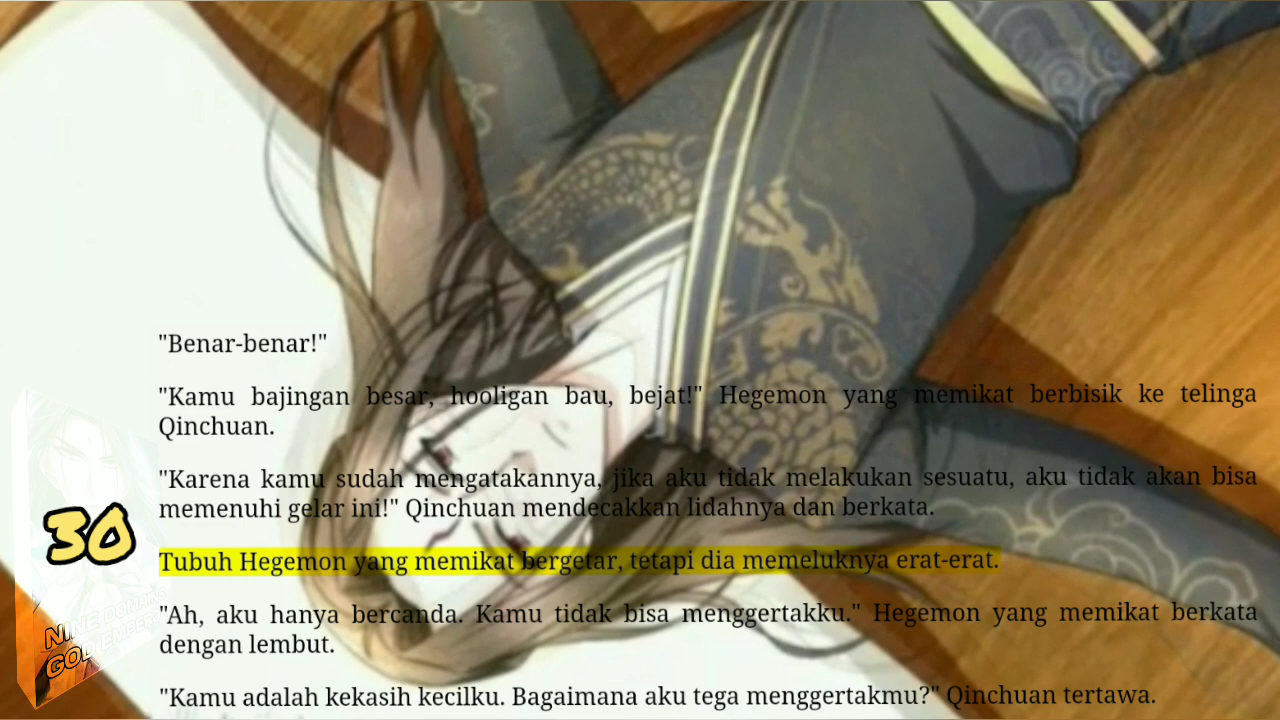 "Benar-benar!"
"Kamu bajingan besar, hooligan bau, bejat!" Hegemon yang memikat berbisik ke telinga
Qinchuan.
"Karena kamu sudah mengatakannya, jika aku tidak melakukan sesuatu, aku tidak akan bisa
memenuhi gelar ini!" Qinchuan mendecakkan lidahnya dan berkata.
30
Tubuh Hegemon yang memikat bergetar, tetapi dia memeluknya erat-erat.
"Ah, aku hanya bercanda. Kamu tidak bisa menggertakku." Hegemon yang memikat berkata
dengan lembut.
NINE DOMAINS
GOD EMPEROR
"Kamu adalah kekasih kecilku. Bagaimana aku tega menggertakmu?" Qinchuan tertawa.